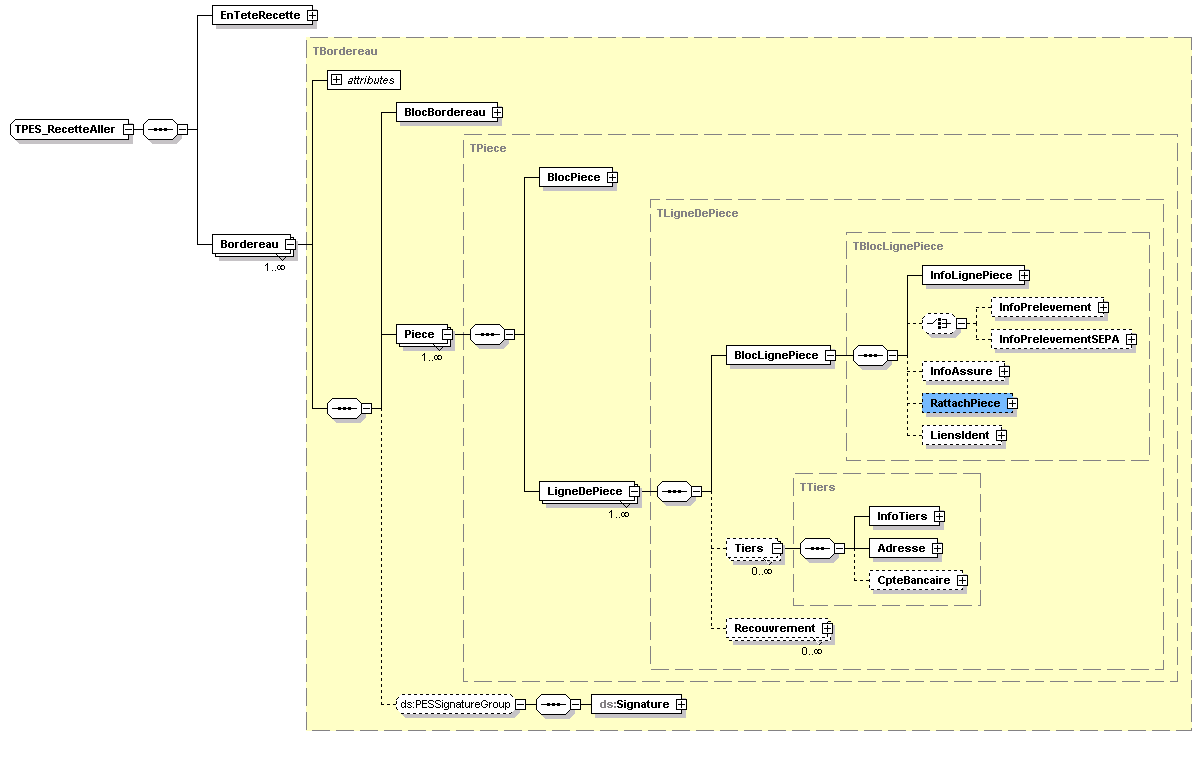 EnTeteRecette
TBordereau
attributes
BlocBordereau
TPES_RecetteAller
TPiece
BlocPiece
TLigneDePiece
TBlocLignePiece
Bordereau
1..∞
InfoLignePiece
InfoPrelevement
Piece
1..∞
InfoPrelevementSEPA
BlocLignePiece
InfoAssure
RattachPiece
LiensIdent
TTiers
LigneDePiece
1..∞
InfoTiers
Tiers
0..∞
Adresse
CpteBancaire
Recouvrement
0..∞
ds:PESSignatureGroup
ds:Signature